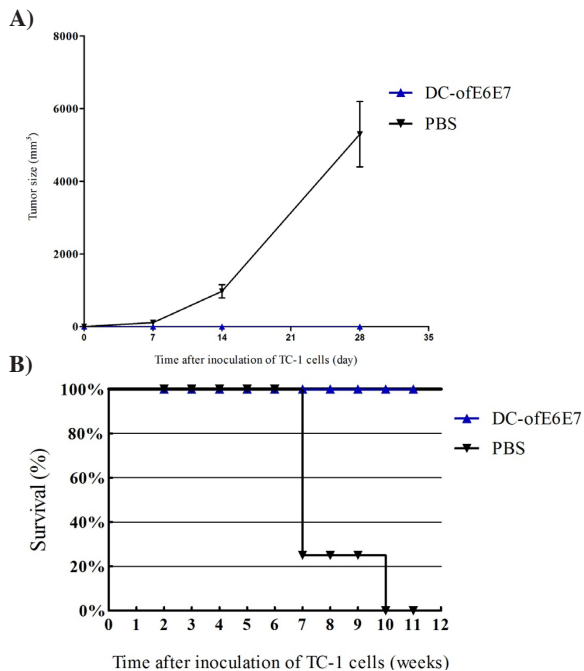 A)
8000
6000
4000
2000
0
Tumor size (mm³)
0 7 14 21 28 35
Time after inoculation of TC-1 cells (day)
DC-ofE6E7
PBS
B)
100%
80%
60%
40%
20%
0%
Survival (%)
0 1 2 3 4 5 6 7 8 9 10 11 12
Time after inoculation of TC-1 cells (weeks)
DC-ofE6E7
PBS